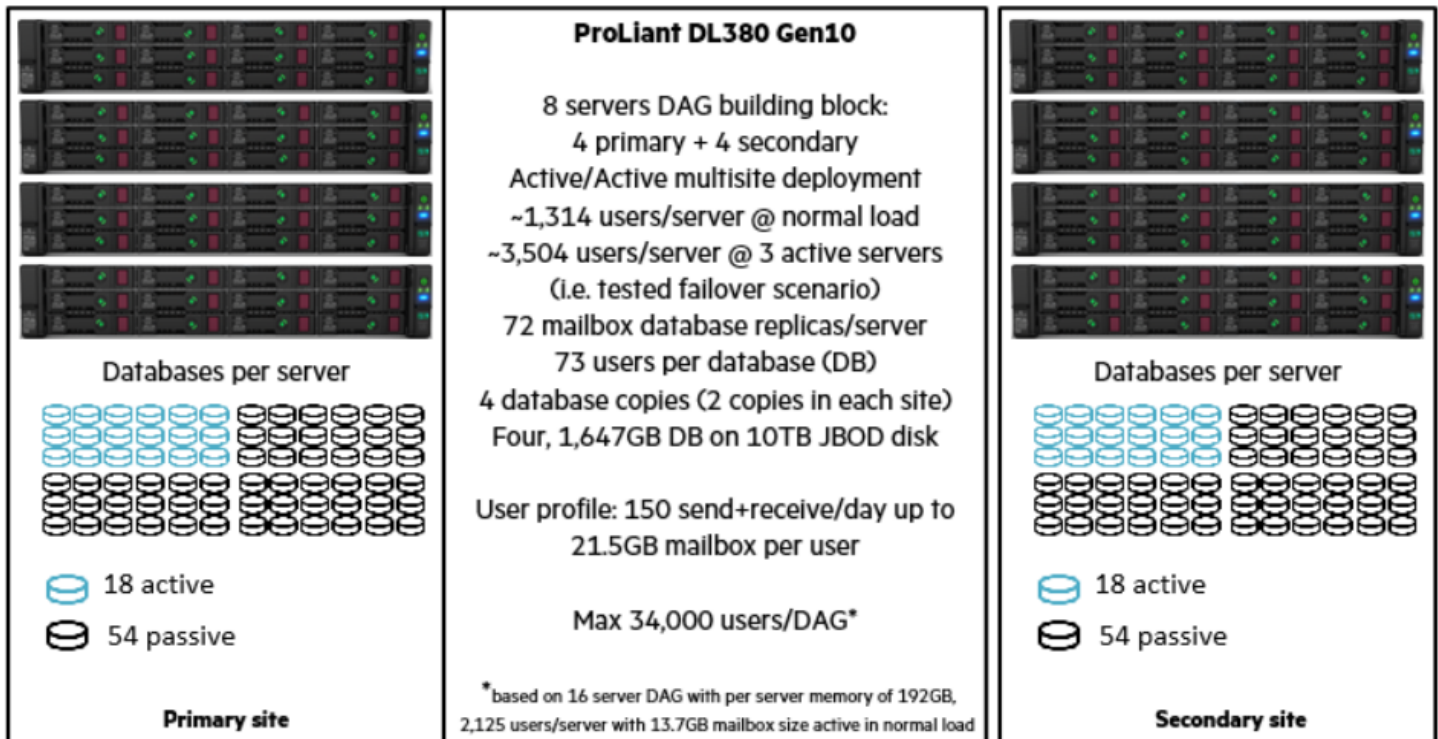 ProLiant DL380 Gen10
8 servers DAG building block:
4 primary + 4 secondary
Active/Active multisite deployment
~1,314 users/server @ normal load
~3,504 users/server @ 3 active servers
(i.e. tested failover scenario)
72 mailbox database replicas/server
73 users per database (DB)
4 database copies (2 copies in each site)
Four, 1,647GB DB on 10TB JBOD disk
User profile: 150 send+receive/day up to
21.5GB mailbox per user
Max 34,000 users/DAG*
*based on 16 server DAG with per server memory of 192GB,
2,125 users/server with 13.7GB mailbox size active in normal load
Databases per server
18 active
54 passive
Primary site
Databases per server
18 active
54 passive
Secondary site